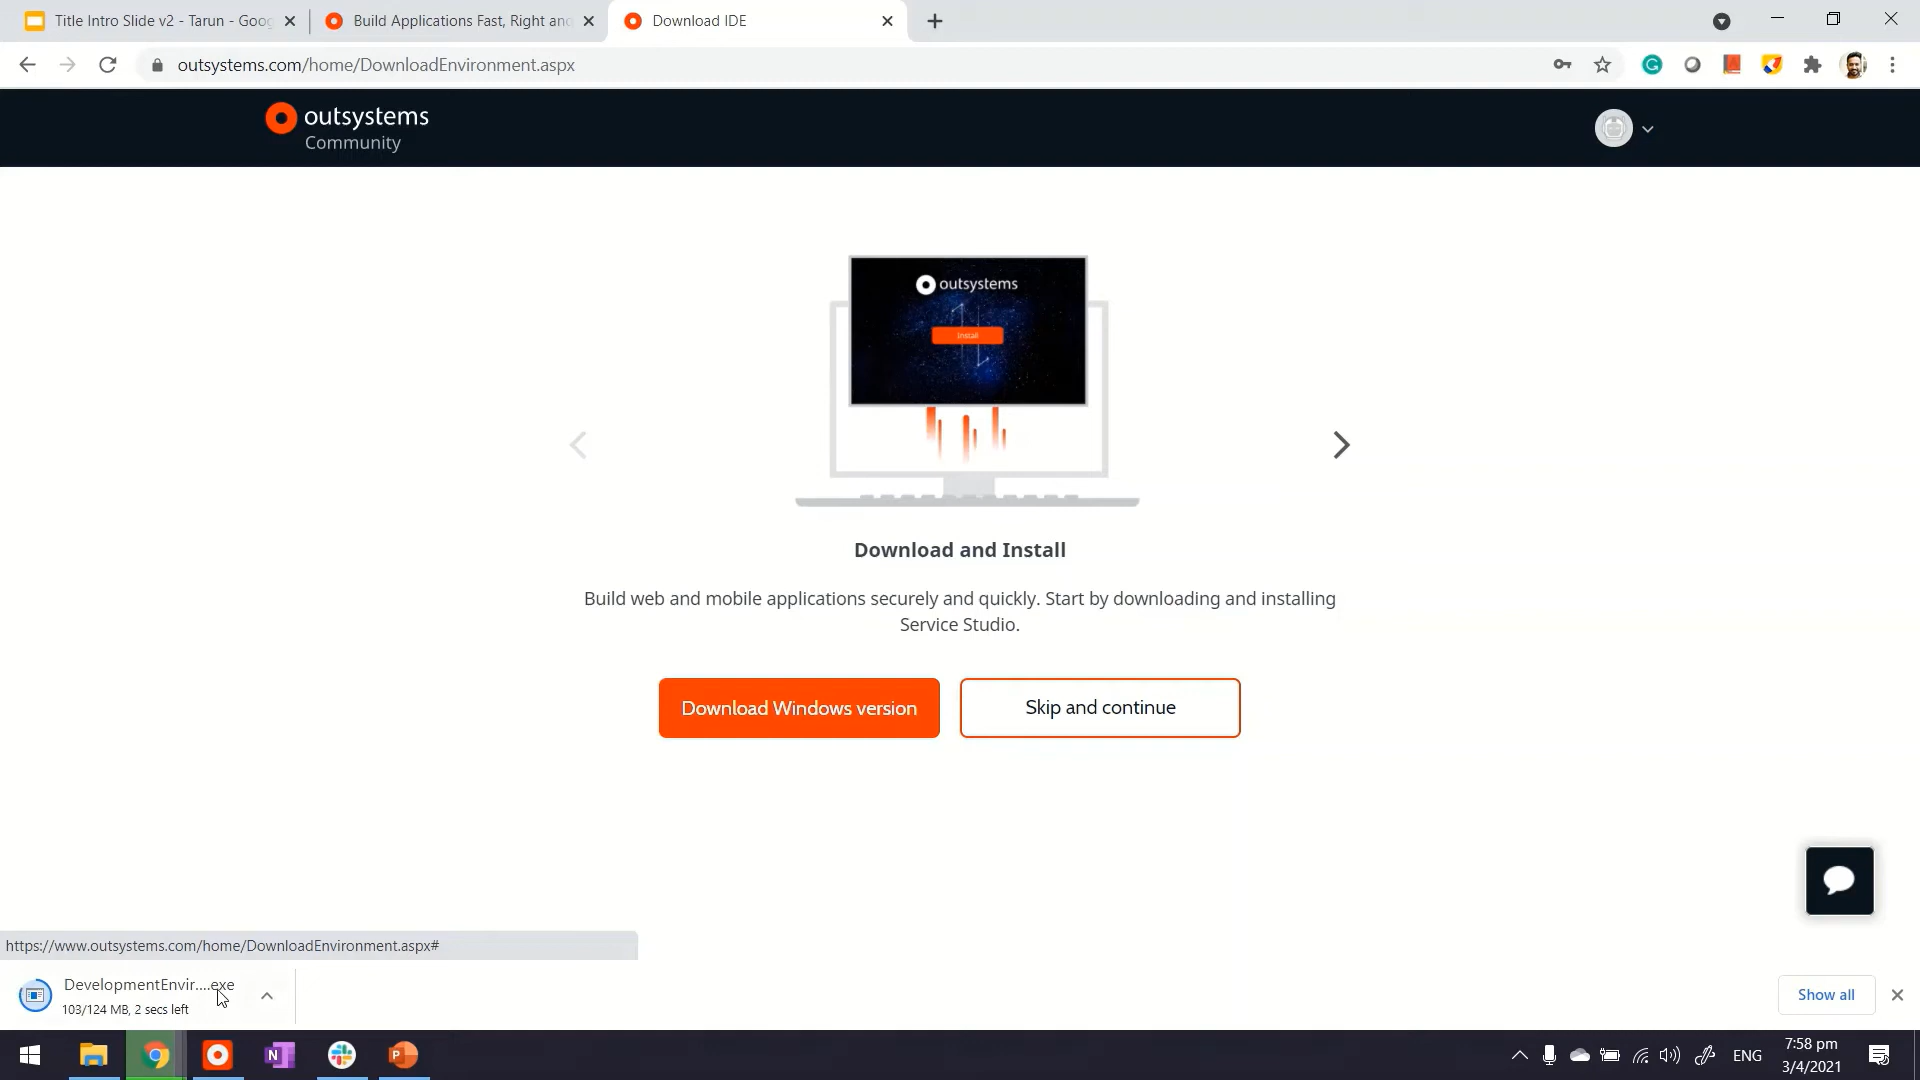 Title Intro Slide v2 - Tarun - Goog
Build Applications Fast, Right and
Download IDE
outsystems.com/home/DownloadEnvironment.aspx
outsystems
Community
outsystems
Install
Download and Install
Build web and mobile applications securely and quickly. Start by downloading and installing
Service Studio.
Download Windows version
Skip and continue
https://www.outsystems.com/home/DownloadEnvironment.aspx#
DevelopmentEnvir....exe
103/124 MB, 2 secs left
Show all
ENG
7:58 pm
3/4/2021